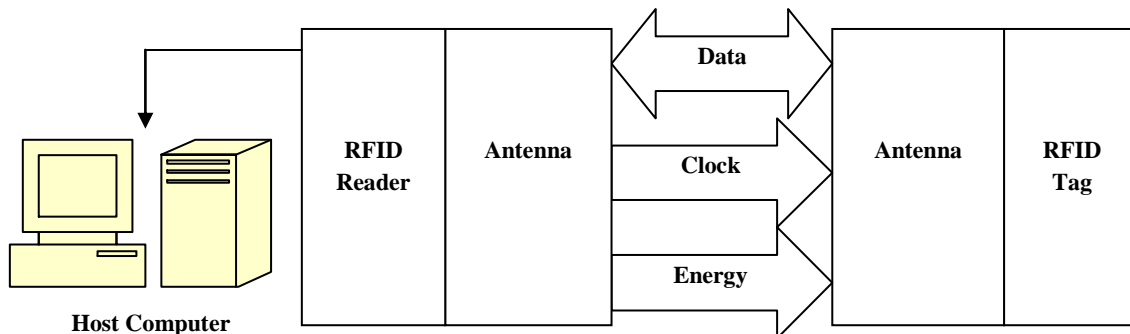 Data
RFID
Reader
Antenna
Clock
Antenna
RFID
Tag
Energy
Host Computer